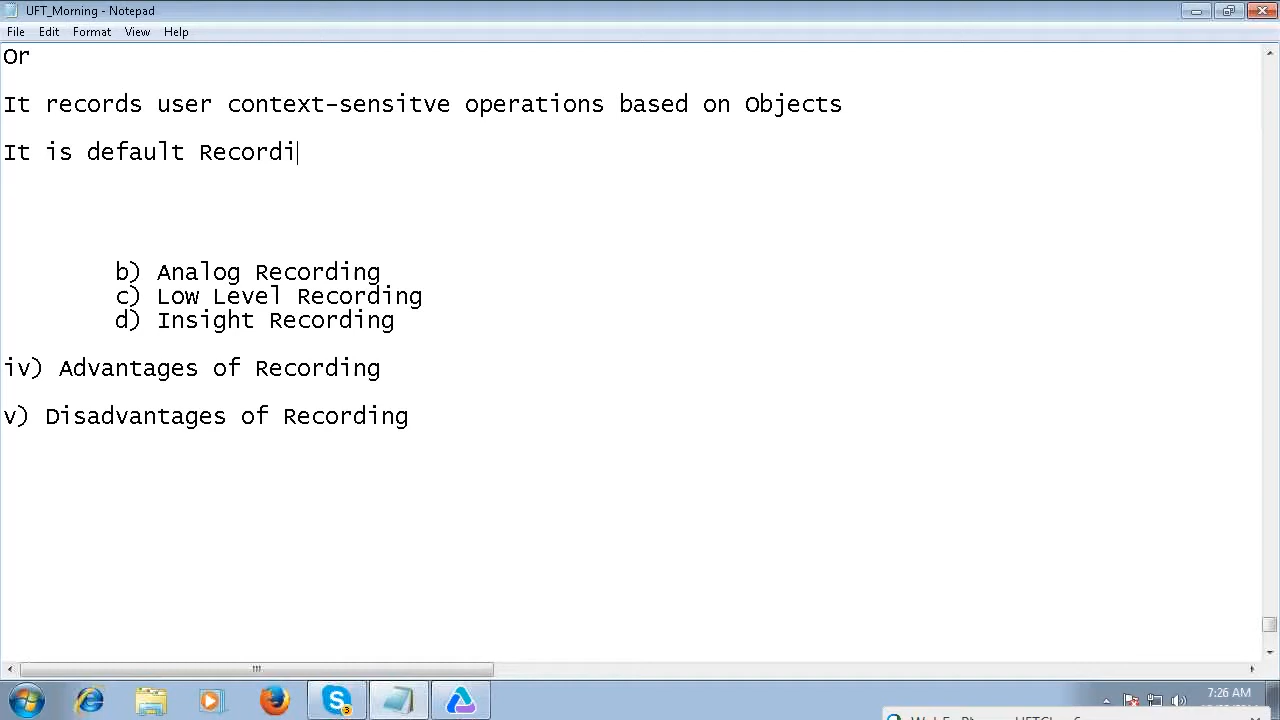 UFT_Morning - Notepad
File Edit Format View Help
Or
It records user context-sensitve operations based on Objects
It is default Recordi
b) Analog Recording
c) Low Level Recording
d) Insight Recording
iv) Advantages of Recording
v) Disadvantages of Recording
3
7:26 AM